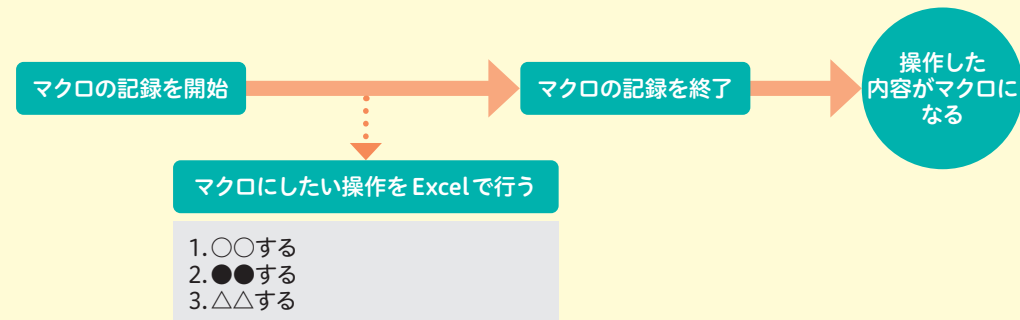 マクロの記録を開始
マクロの記録を終了
操作した
内容がマクロに
なる
マクロにしたい操作をExcelで行う
1.○○する
2.●●する
3.△△する